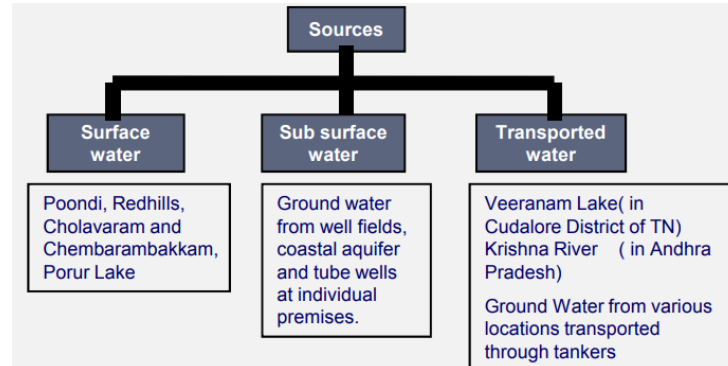 Sources
Surface
water
Sub surface
water
Transported
water
Poondi, Redhills,
Cholavaram and
Chembarambakkam,
Porur Lake
Ground water
from well fields,
coastal aquifer
and tube wells
at individual
premises.
Veeranam Lake( in
Cudalore District of TN)
Krishna River ( in Andhra
Pradesh)
Ground Water from various
locations transported
through tankers